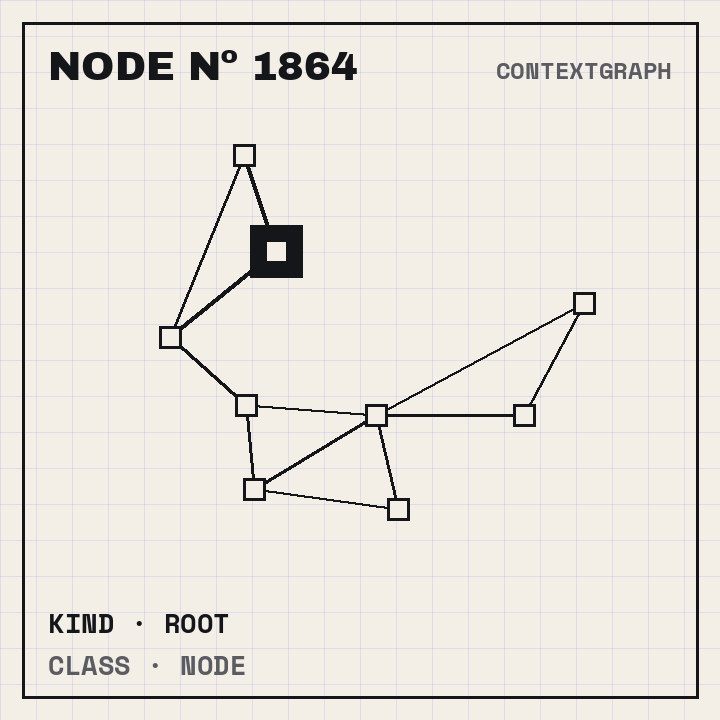 NODE Nº 1864
CONTEXTGRAPH
KIND · ROOT
CLASS · NODE